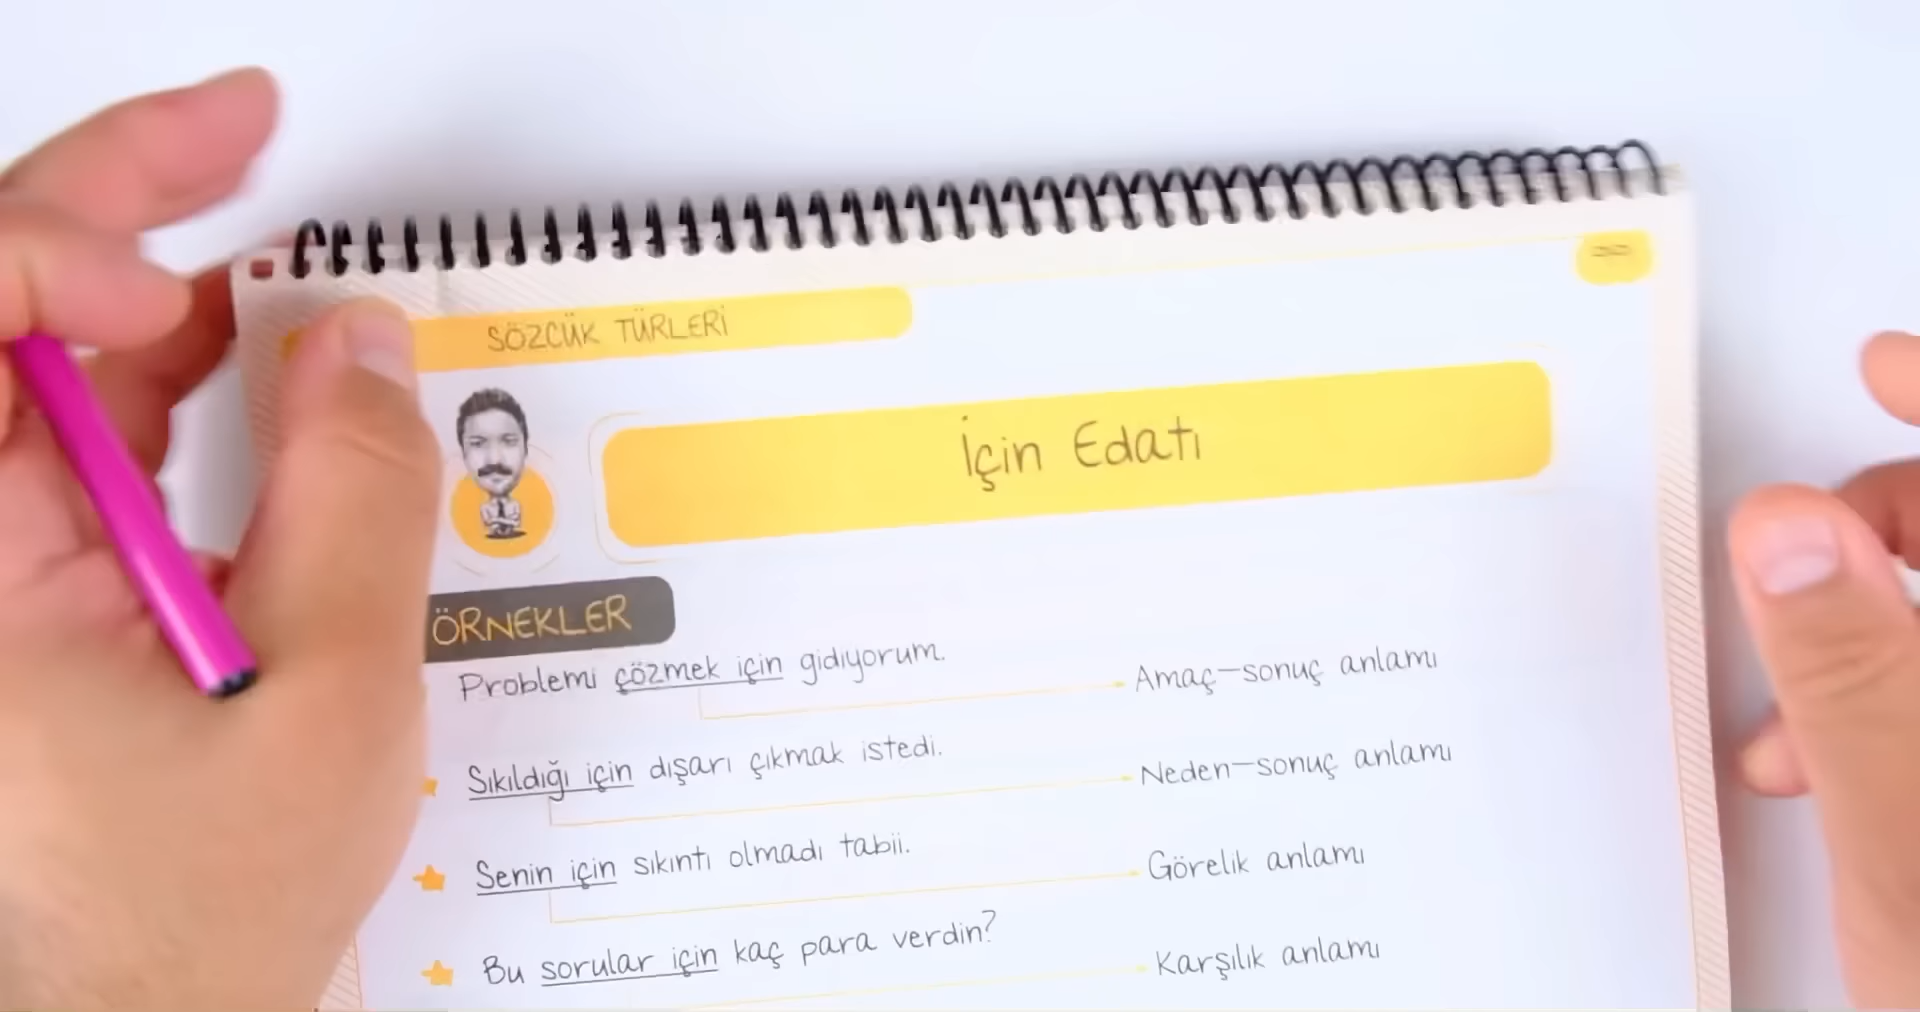 SÖZCÜK TÜRLERİ
İçin Edatı
ÖRNEKLER
Problemi çözmek için gidiyorum.
Amaç-sonuç anlamı
Sıkıldığı için dışarı çıkmak istedi.
Neden-sonuç anlamı
Senin için sıkıntı olmadı tabii.
Görelik anlamı
Bu sorular için kaç para verdin?
Karşılık anlamı